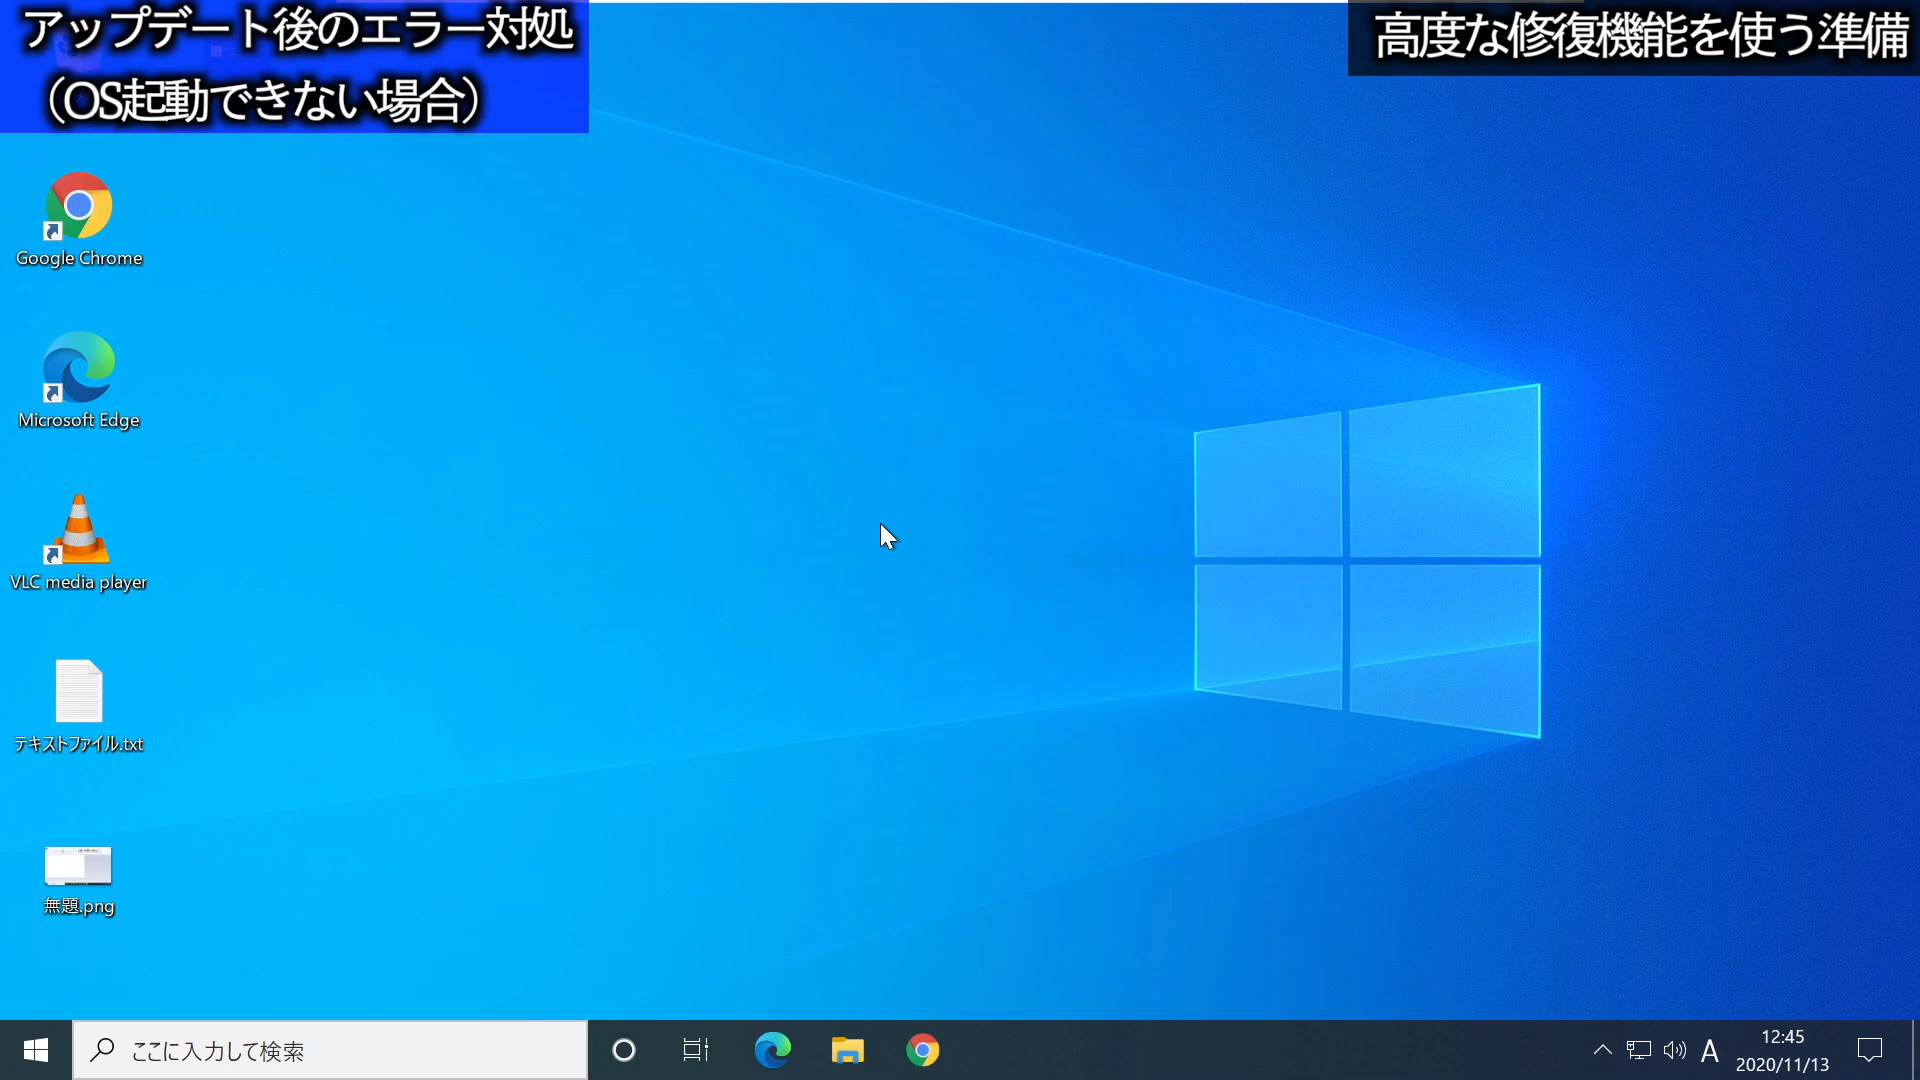 アップデート後のエラー対処
（OS起動できない場合）
高度な修復機能を使う準備
Google Chrome
Microsoft Edge
VLC media player
テキストファイル.txt
無題.png
ここに入力して検索
A
12:45
2020/11/13